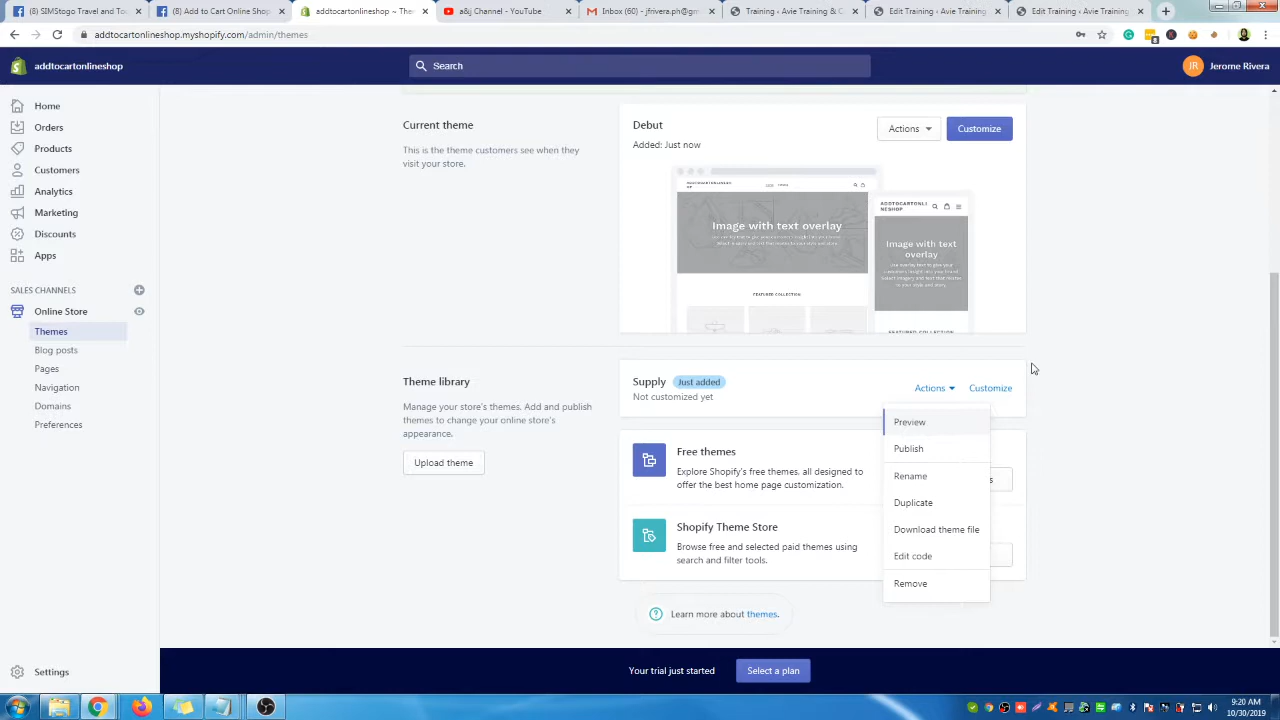 (8) SIMStopo Travel and To
(8) Add to Cart Online Shop
addtocartonlineshop ~ The
a&j Channel - YouTube
Inbox (60) - jfrivera.ph@gm
Training ‹ Avie Training & C
Edit Training ‹ Avie Training
Edit Training ‹ Avie Training
addtocartonlineshop.myshopify.com/admin/themes
addtocartonlineshop
Search
JR
Jerome Rivera
Home
Orders
Products
Customers
Analytics
Marketing
Discounts
Apps
SALES CHANNELS
Online Store
Themes
Blog posts
Pages
Navigation
Domains
Preferences
Settings
Current theme
This is the theme customers see when they
visit your store.
Debut
Added: Just now
Actions
Customize
ADDTOCARTONLINESH
OP
Image with text overlay
FEATURED COLLECTION
ADDTOCARTONLI
NESHOP
Image with text
overlay
FEATURED COLLECTION
Theme library
Manage your store's themes. Add and publish
themes to change your online store's
appearance.
Upload theme
Supply
Just added
Not customized yet
Actions
Customize
Preview
Publish
Rename
Duplicate
Download theme file
Edit code
Remove
Free themes
Explore Shopify's free themes, all designed to
offer the best home page customization.
s
Shopify Theme Store
Browse free and selected paid themes using
search and filter tools.
Learn more about themes.
Your trial just started
Select a plan
9:20 AM
10/30/2019